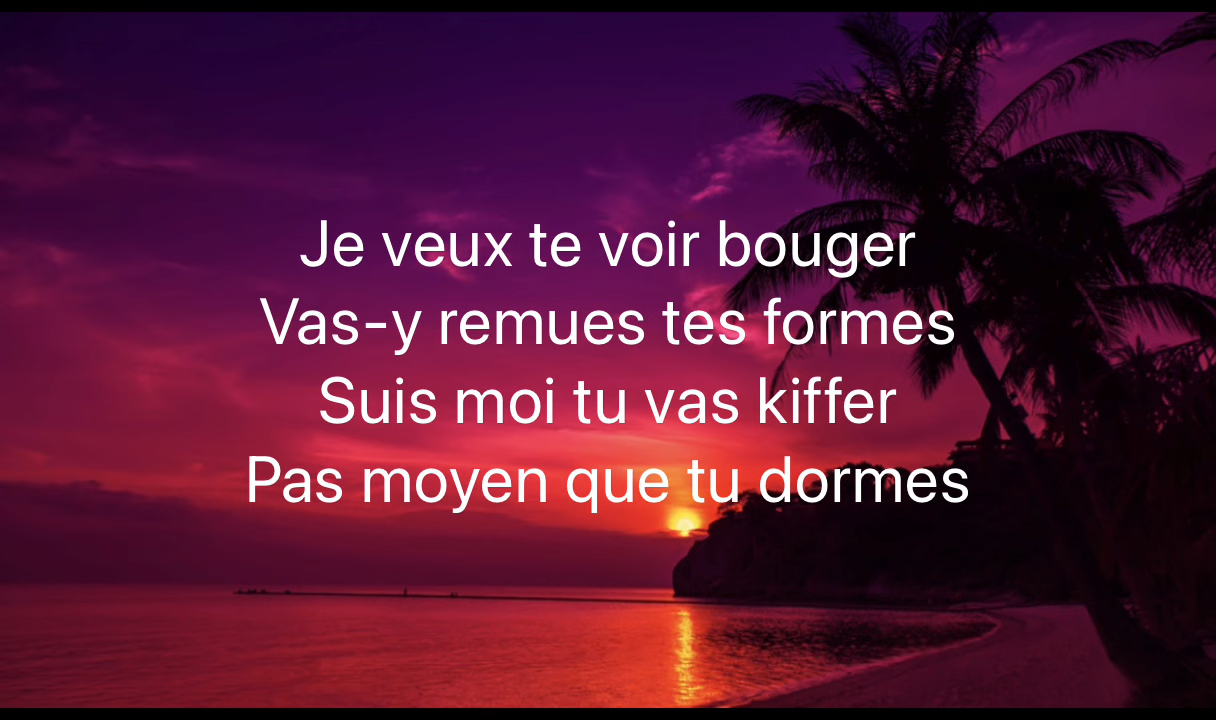 Je veux te voir bouger
Vas-y remues tes formes
Suis moi tu vas kiffer
Pas moyen que tu dormes